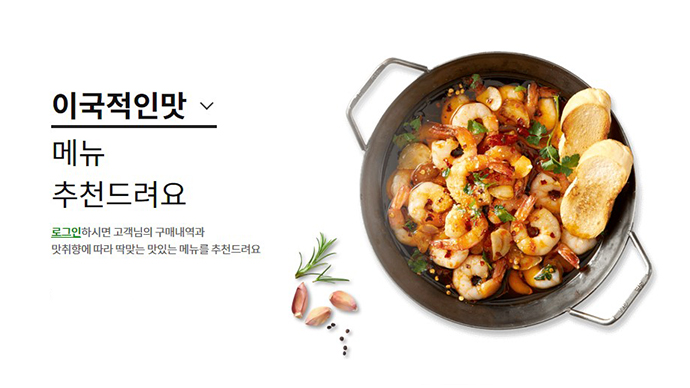 이국적인맛
메뉴
추천드려요
로그인하시면 고객님의 구매내역과
맛취향에 따라 딱맞는 맛있는 메뉴를 추천드려요